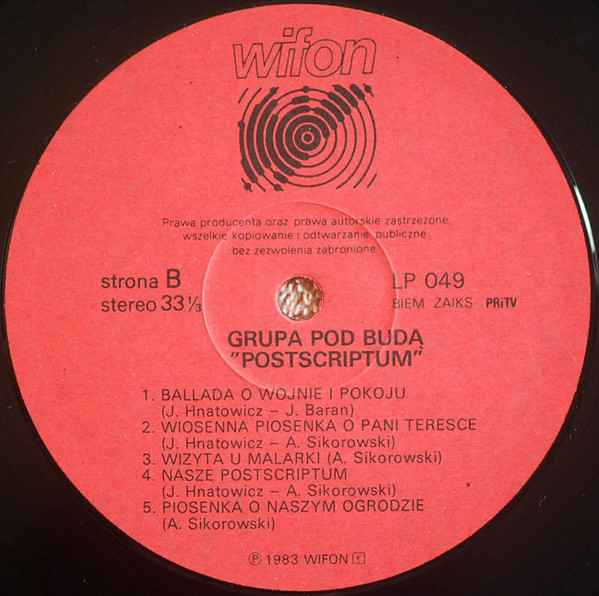 wifon
Prawa producenta oraz prawa autorskie zastrzeżone,
wszelkie kopiowanie i odtwarzanie publiczne
bez zezwolenia zabronione
strona B
stereo 33 ⅓
LP 049
BIEM ZAIKS PRiTV
GRUPA POD BUDĄ
"POSTSCRIPTUM"
1. BALLADA O WOJNIE I POKOJU
(J. Hnatowicz – J. Baran)
2. WIOSENNA PIOSENKA O PANI TERESCE
(J. Hnatowicz – A. Sikorowski)
3. WIZYTA U MALARKI (A. Sikorowski)
4. NASZE POSTSCRIPTUM
(J. Hnatowicz – A. Sikorowski)
5. PIOSENKA O NASZYM OGRODZIE
(A. Sikorowski)
℗ 1983 WIFON